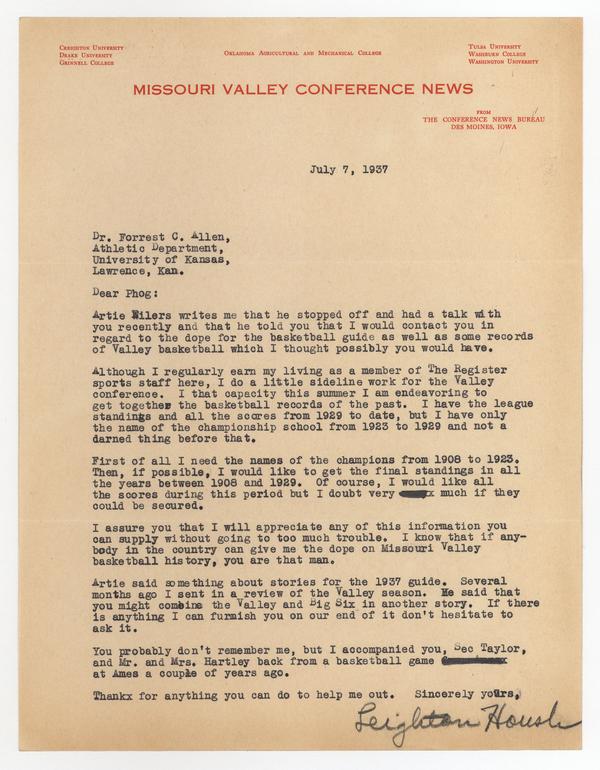 Creighton University
Drake University
Grinnell College
Oklahoma Agricultural and Mechanical College
Tulsa University
Washburn College
Washington University
MISSOURI VALLEY CONFERENCE NEWS
FROM
THE CONFERENCE NEWS BUREAU
DES MOINES, IOWA
July 7, 1937
Dr. Forrest C. Allen,
Athletic Department,
University of Kansas,
Lawrence, Kan.
Dear Phog:
Artie Eilers writes me that he stopped off and had a talk with
you recently and that he told you that I would contact you in
regard to the dope for the basketball guide as well as some records
of Valley basketball which I thought possibly you would have.
Although I regularly earn my living as a member of The Register
sports staff here, I do a little sideline work for the Valley
conference. I that capacity this summer I am endeavoring to
get together the basketball records of the past. I have the league
standings and all the scores from 1929 to date, but I have only
the name of the championship school from 1923 to 1929 and not a
darned thing before that.
First of all I need the names of the champions from 1908 to 1923.
Then, if possible, I would like to get the final standings in all
the years between 1908 and 1929. Of course, I would like all
the scores during this period but I doubt very much if they
could be secured.
I assure you that I will appreciate any of this information you
can supply without going to too much trouble. I know that if any-
body in the country can give me the dope on Missouri Valley
basketball history, you are that man.
Artie said something about stories for the 1937 guide. Several
months ago I sent in a review of the Valley season. He said that
you might combine the Valley and Big Six in another story. If there
is anything I can furnish you on our end of it don't hesitate to
ask it.
You probably don't remember me, but I accompanied you, Sec Taylor,
and Mr. and Mrs. Hartley back from a basketball game
at Ames a couple of years ago.
Thankx for anything you can do to help me out. Sincerely yours,
Leighton Housh